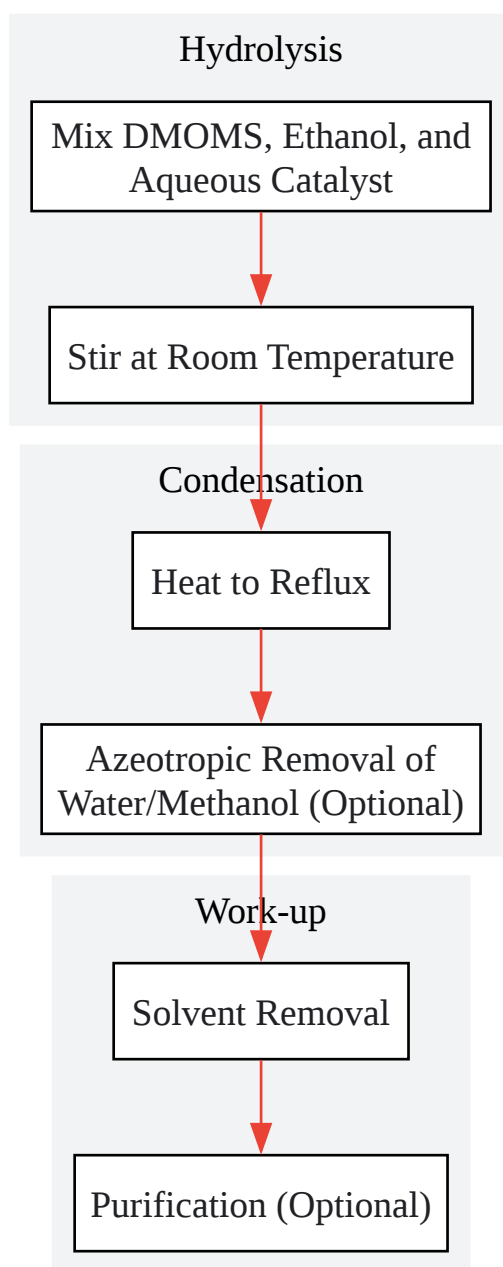 Hydrolysis
Mix DMOMS, Ethanol, and
Aqueous Catalyst
Stir at Room Temperature
Condensation
Heat to Reflux
Azeotropic Removal of
Water/Methanol (Optional)
Work-up
Solvent Removal
Purification (Optional)